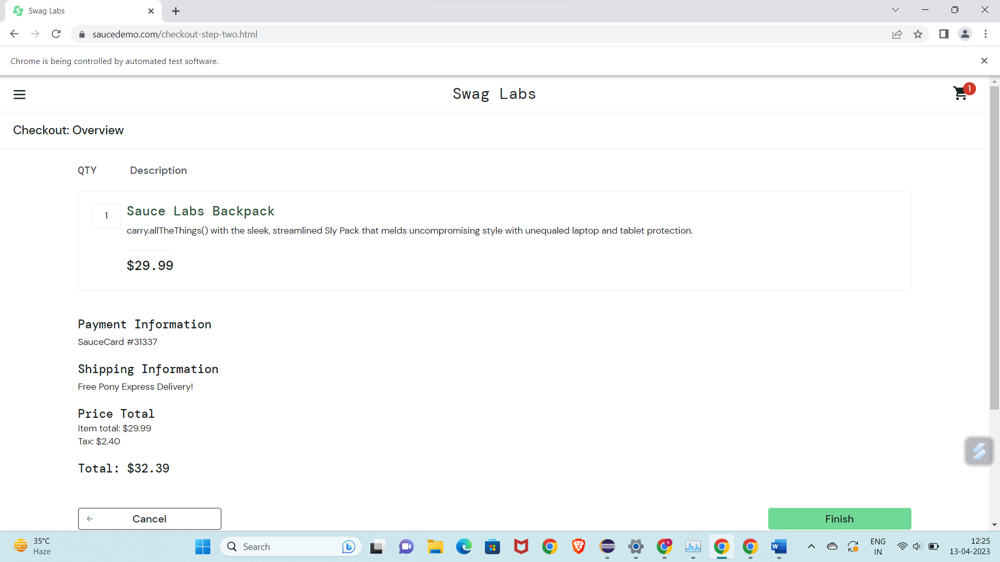 Swag Labs
saucedemo.com/checkout-step-two.html
Chrome is being controlled by automated test software.
Swag Labs
1
Checkout: Overview
QTY Description
1
Sauce Labs Backpack
carry.allTheThings() with the sleek, streamlined Sly Pack that melds uncompromising style with unequaled laptop and tablet protection.
$29.99
Payment Information
SauceCard #31337
Shipping Information
Free Pony Express Delivery!
Price Total
Item total: $29.99
Tax: $2.40
Total: $32.39
Cancel
Finish
35°C
Haze
Search
K
W
ENG
IN
12:25
13-04-2023